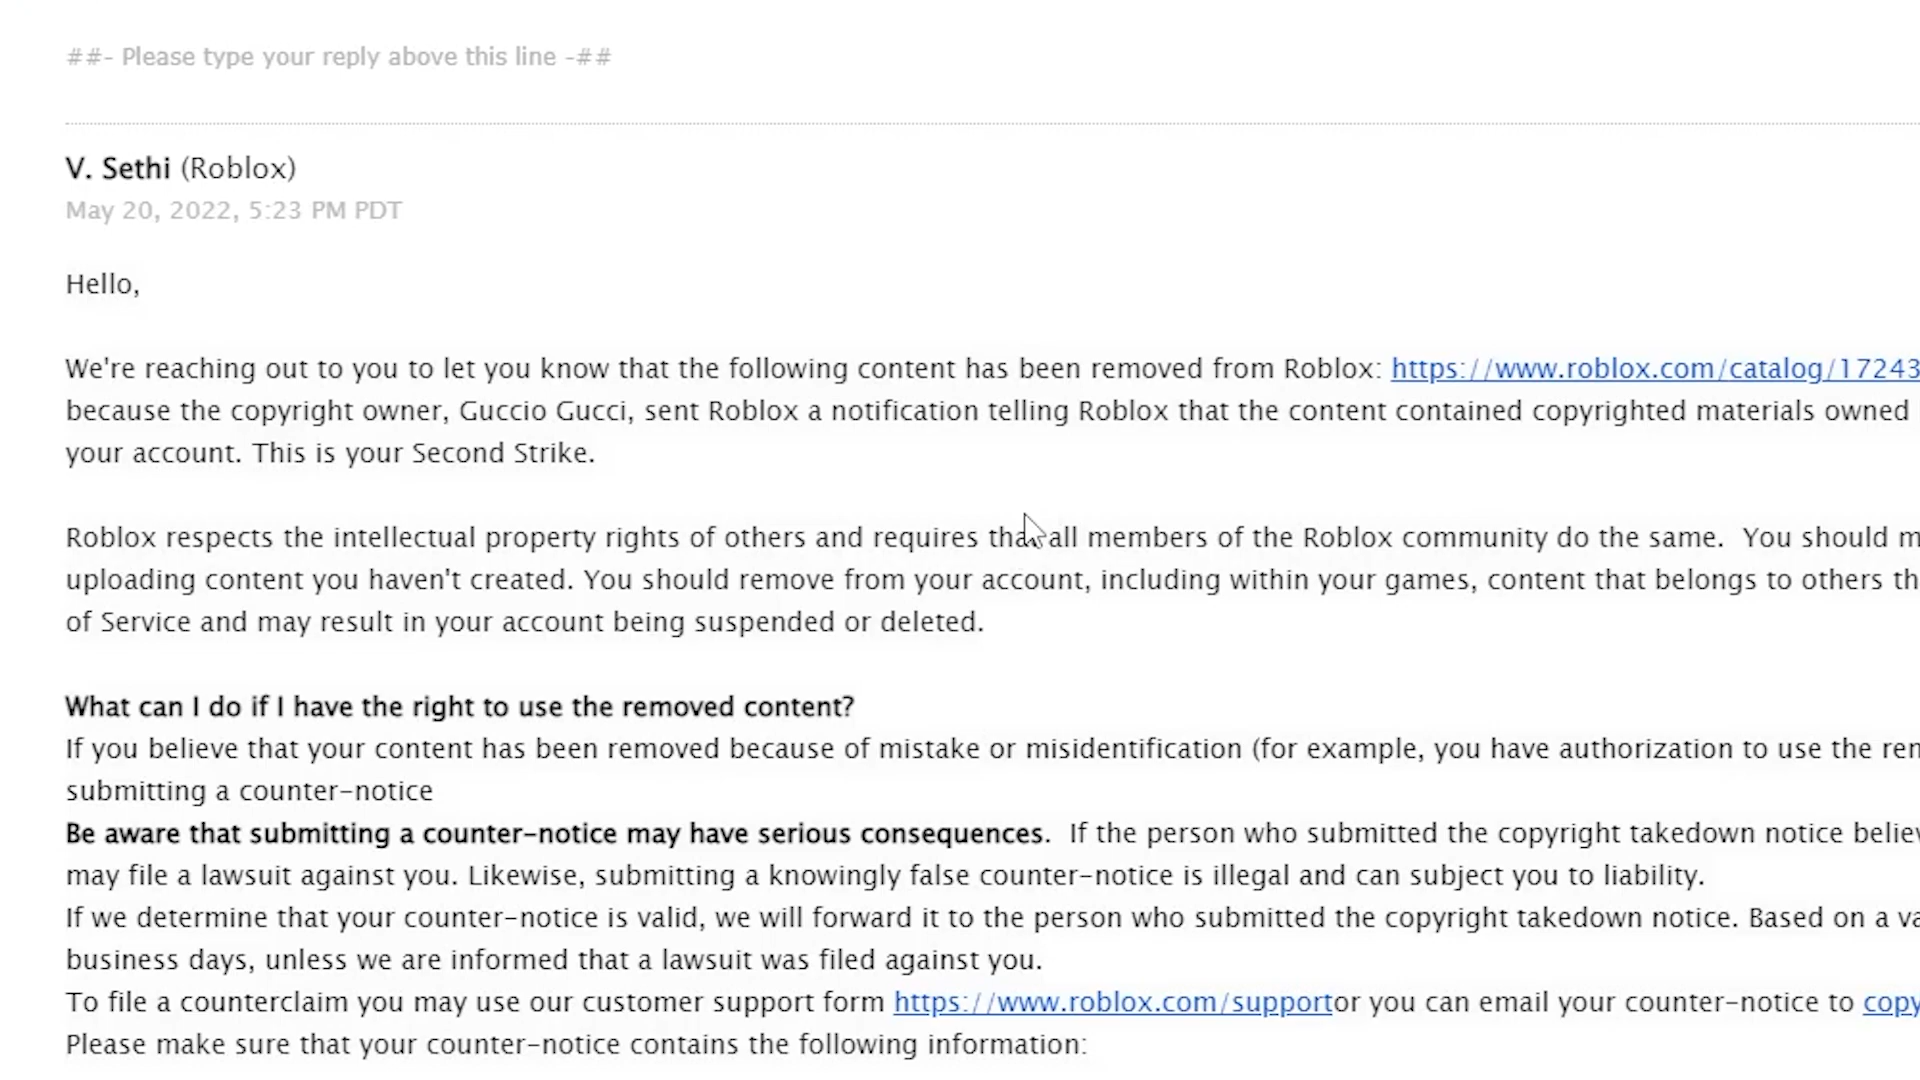 ##- Please type your reply above this line -##
V. Sethi (Roblox)
May 20, 2022, 5:23 PM PDT
Hello,
We're reaching out to you to let you know that the following content has been removed from Roblox: https://www.roblox.com/catalog/17243
because the copyright owner, Guccio Gucci, sent Roblox a notification telling Roblox that the content contained copyrighted materials owned
your account. This is your Second Strike.
Roblox respects the intellectual property rights of others and requires that all members of the Roblox community do the same.  You should m
uploading content you haven't created. You should remove from your account, including within your games, content that belongs to others th
of Service and may result in your account being suspended or deleted.
What can I do if I have the right to use the removed content?
If you believe that your content has been removed because of mistake or misidentification (for example, you have authorization to use the rem
submitting a counter-notice
Be aware that submitting a counter-notice may have serious consequences.  If the person who submitted the copyright takedown notice believ
may file a lawsuit against you. Likewise, submitting a knowingly false counter-notice is illegal and can subject you to liability.
If we determine that your counter-notice is valid, we will forward it to the person who submitted the copyright takedown notice. Based on a va
business days, unless we are informed that a lawsuit was filed against you.
To file a counterclaim you may use our customer support form https://www.roblox.com/supportor you can email your counter-notice to copy
Please make sure that your counter-notice contains the following information: